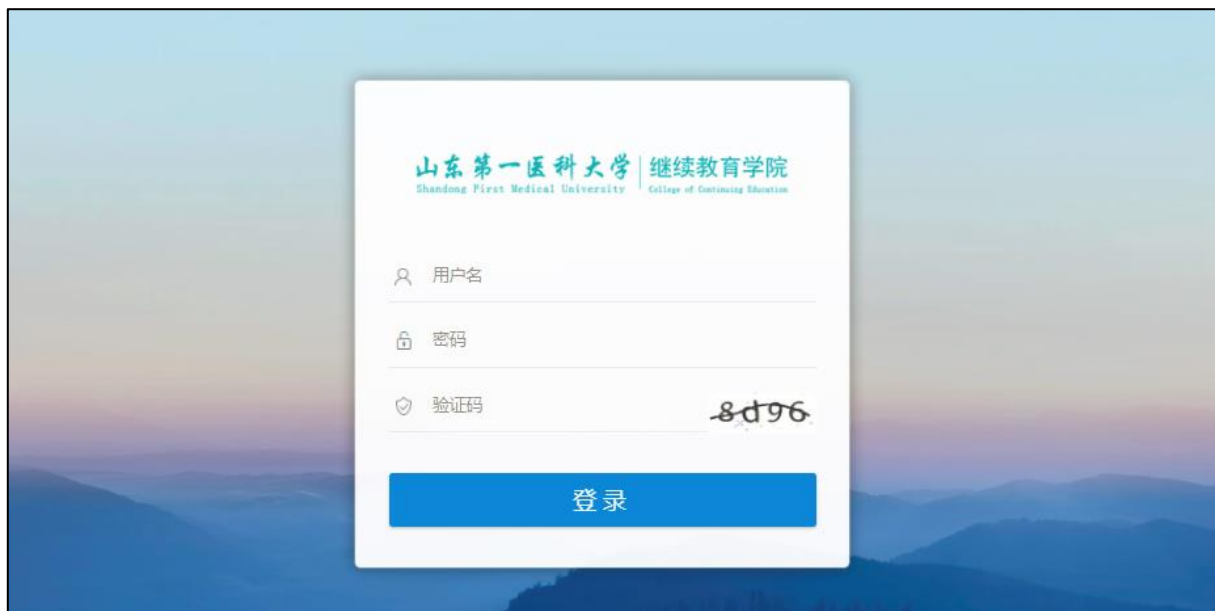 山东第一医科大学 继续教育学院
Shandong First Medical University College of Continuing Education
用户名
密码
验证码 8d96
登录